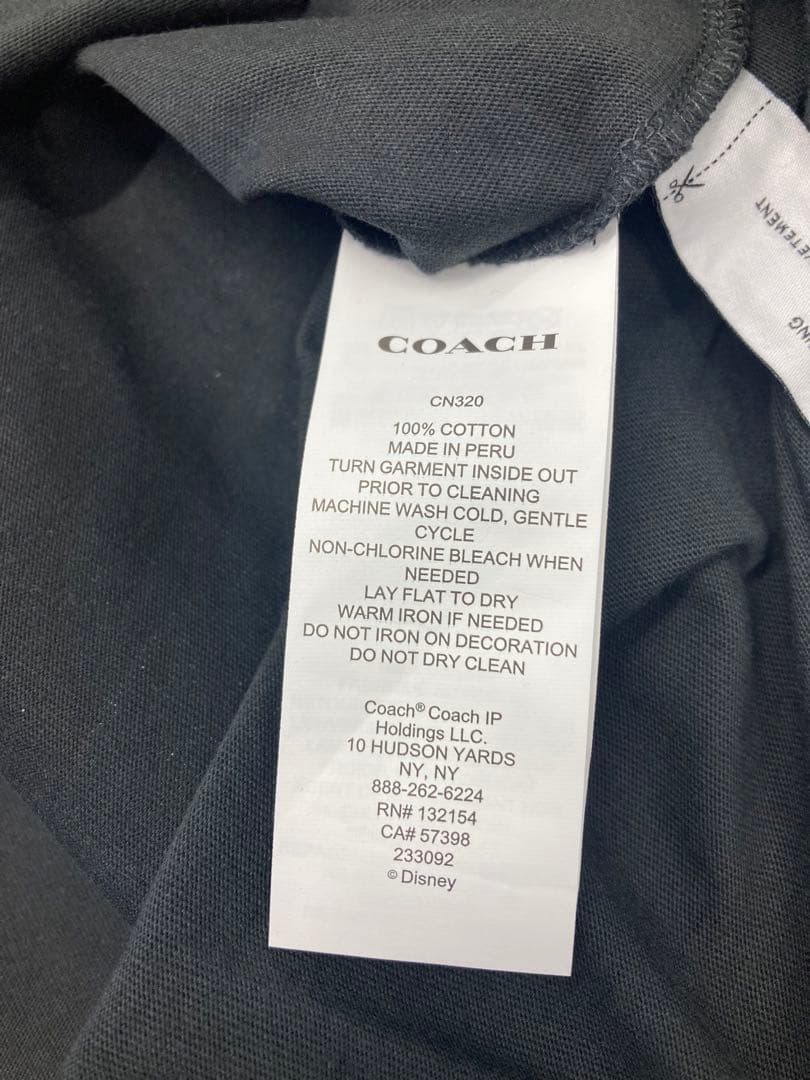 COACH
CN320
100% COTTON
MADE IN PERU
TURN GARMENT INSIDE OUT
PRIOR TO CLEANING
MACHINE WASH COLD, GENTLE
CYCLE
NON-CHLORINE BLEACH WHEN
NEEDED
LAY FLAT TO DRY
WARM IRON IF NEEDED
DO NOT IRON ON DECORATION
DO NOT DRY CLEAN
Coach® Coach IP
Holdings LLC.
10 HUDSON YARDS
NY, NY
888-262-6224
RN# 132154
CA# 57398
233092
© Disney